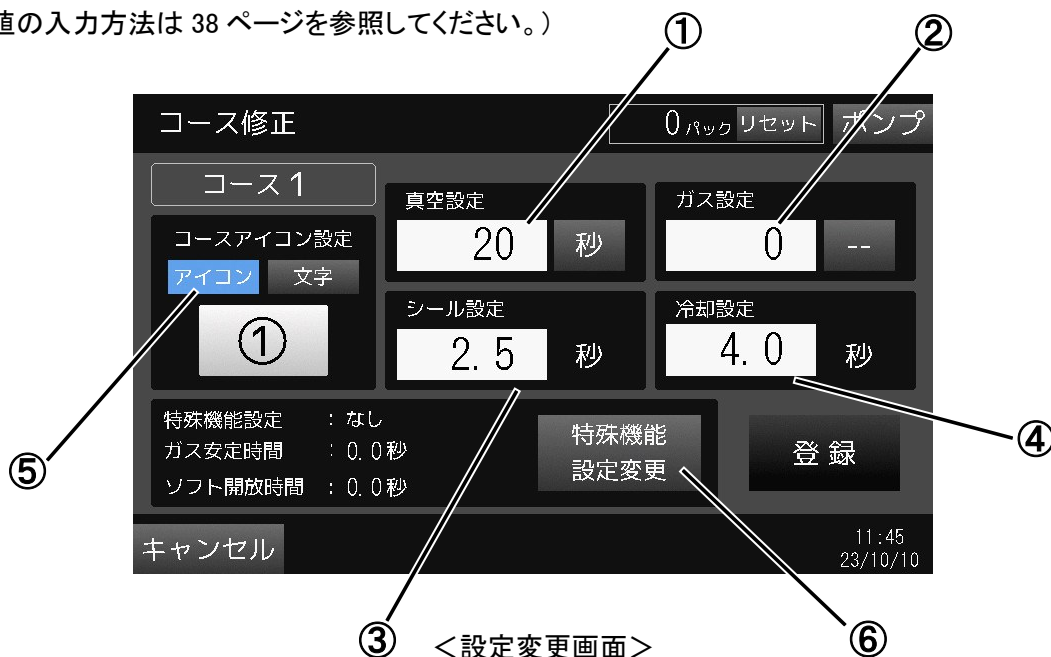 値の入力方法は 38 ページを参照してください。）
① ②
コース修正 0 パック リセット ポンプ
コース 1
真空設定 ガス設定
コースアイコン設定
20 秒 0 --
アイコン 文字
シール設定 冷却設定
①
2.5 秒 4.0 秒
特殊機能設定 : なし
ガス安定時間 : 0.0秒
ソフト開放時間 : 0.0秒
特殊機能
設定変更
登録
④
⑤
キャンセル
11:45
23/10/10
③ ＜設定変更画面＞ ⑥